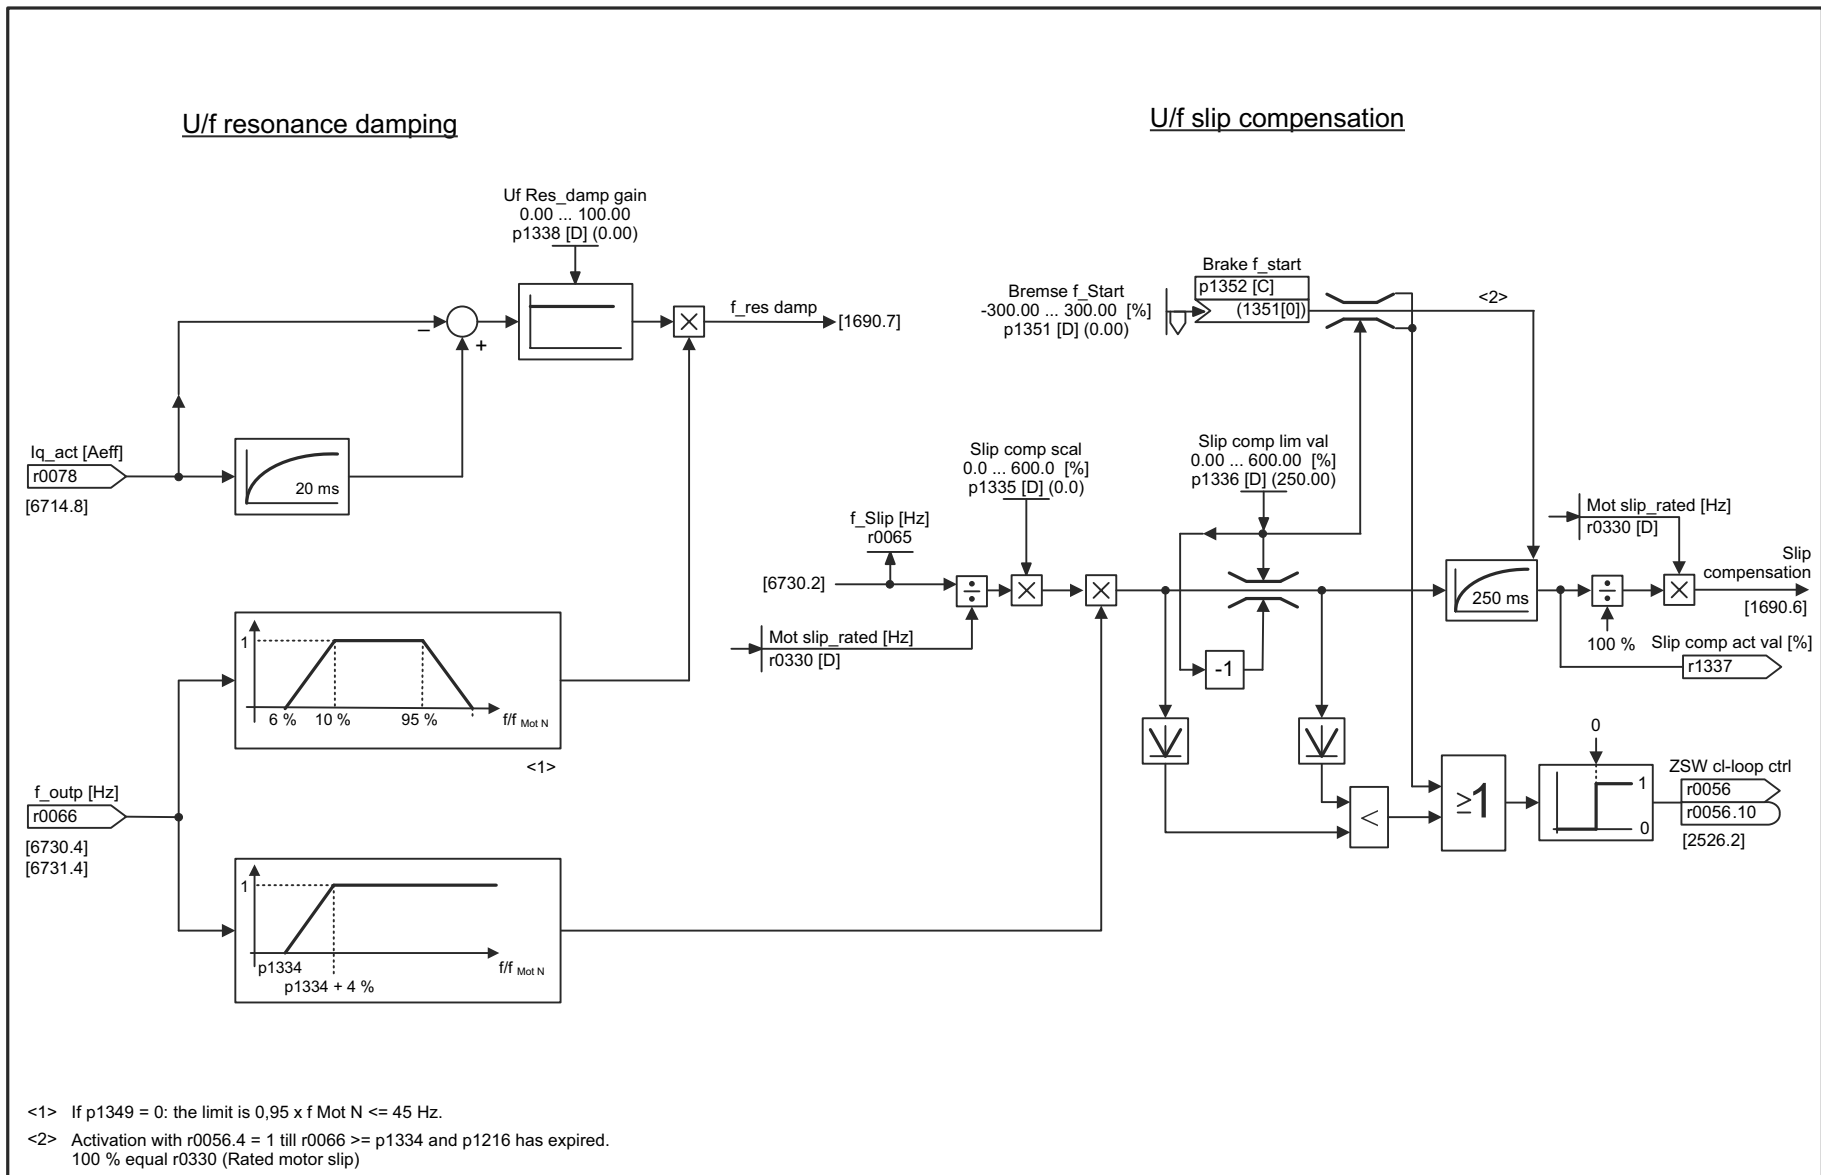 U/f resonance damping
U/f slip compensation
Uf Res_damp gain
0.00 ... 100.00
p1338 [D] (0.00)
f_res damp
[1690.7]
−
+
Iq_act [Aeff]
r0078
[6714.8]
20 ms
1
6 %
10 %
95 %
f/f Mot N
<1>
f_outp [Hz]
r0066
[6730.4]
[6731.4]
1
p1334
p1334 + 4 %
f/f Mot N
Brake f_start
p1352 [C]
(1351[0])
Bremse f_Start
-300.00 ... 300.00 [%]
p1351 [D] (0.00)
<2>
Slip comp scal
0.0 ... 600.0 [%]
p1335 [D] (0.0)
Slip comp lim val
0.00 ... 600.00 [%]
p1336 [D] (250.00)
f_Slip [Hz]
r0065
[6730.2]
÷
×
×
Mot slip_rated [Hz]
r0330 [D]
-1
Mot slip_rated [Hz]
r0330 [D]
250 ms
÷
×
100 %
Slip
compensation
[1690.6]
Slip comp act val [%]
r1337
<
≥1
0
1
0
ZSW cl-loop ctrl
r0056
r0056.10
[2526.2]
<1> If p1349 = 0: the limit is 0,95 x f Mot N <= 45 Hz.
<2> Activation with r0056.4 = 1 till r0066 >= p1334 and p1216 has expired.
100 % equal r0330 (Rated motor slip)